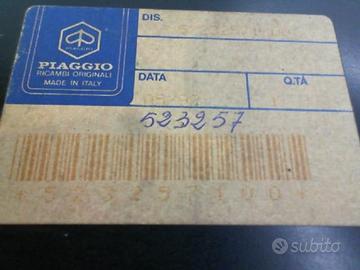 DIS.
PIAGGIO
RICAMBI ORIGINALI
MADE IN ITALY
DATA
Q.TÀ
523257
subito